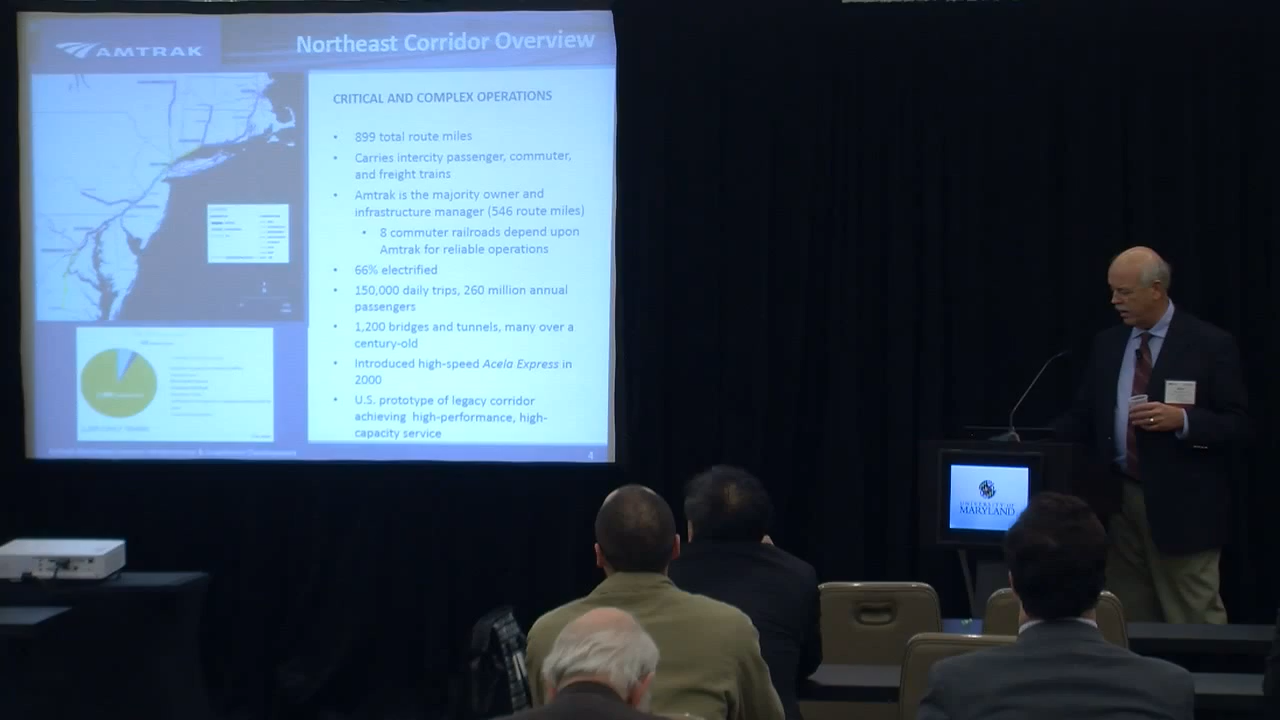 AMTRAK
Northeast Corridor Overview
CRITICAL AND COMPLEX OPERATIONS
• 899 total route miles
• Carries intercity passenger, commuter,
and freight trains
• Amtrak is the majority owner and
infrastructure manager (546 route miles)
• 8 commuter railroads depend upon
Amtrak for reliable operations
• 66% electrified
• 150,000 daily trips, 260 million annual
passengers
• 1,200 bridges and tunnels, many over a
century-old
• Introduced high-speed Acela Express in
2000
• U.S. prototype of legacy corridor
achieving high-performance, high-
capacity service
4
UNIVERSITY OF
MARYLAND